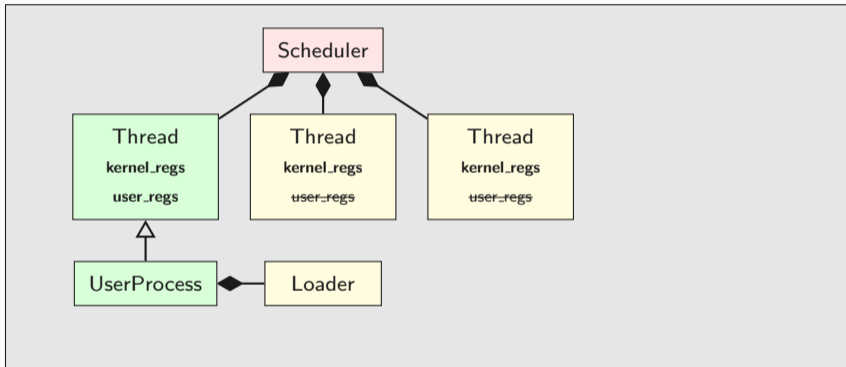 Scheduler
Thread
kernel_regs
user_regs
Thread
kernel_regs
user_regs
Thread
kernel_regs
user_regs
UserProcess
Loader